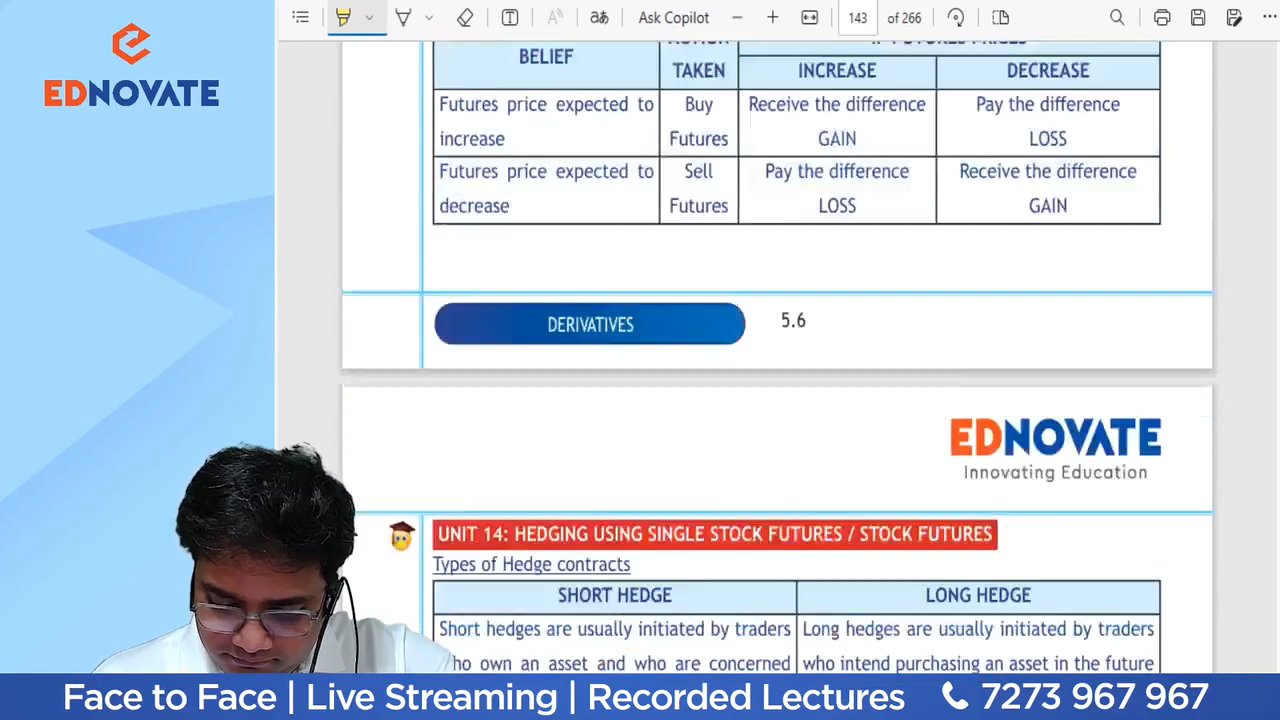 EDNOVATE
Ask Copilot
143 of 266
BELIEF
TAKEN
INCREASE
DECREASE
Futures price expected to
increase
Buy
Futures
Receive the difference
GAIN
Pay the difference
LOSS
Futures price expected to
decrease
Sell
Futures
Pay the difference
LOSS
Receive the difference
GAIN
DERIVATIVES
5.6
EDNOVATE
Innovating Education
UNIT 14: HEDGING USING SINGLE STOCK FUTURES / STOCK FUTURES
Types of Hedge contracts
SHORT HEDGE
LONG HEDGE
Short hedges are usually initiated by traders
who own an asset and who are concerned
Long hedges are usually initiated by traders
who intend purchasing an asset in the future
Face to Face | Live Streaming | Recorded Lectures
7273 967 967